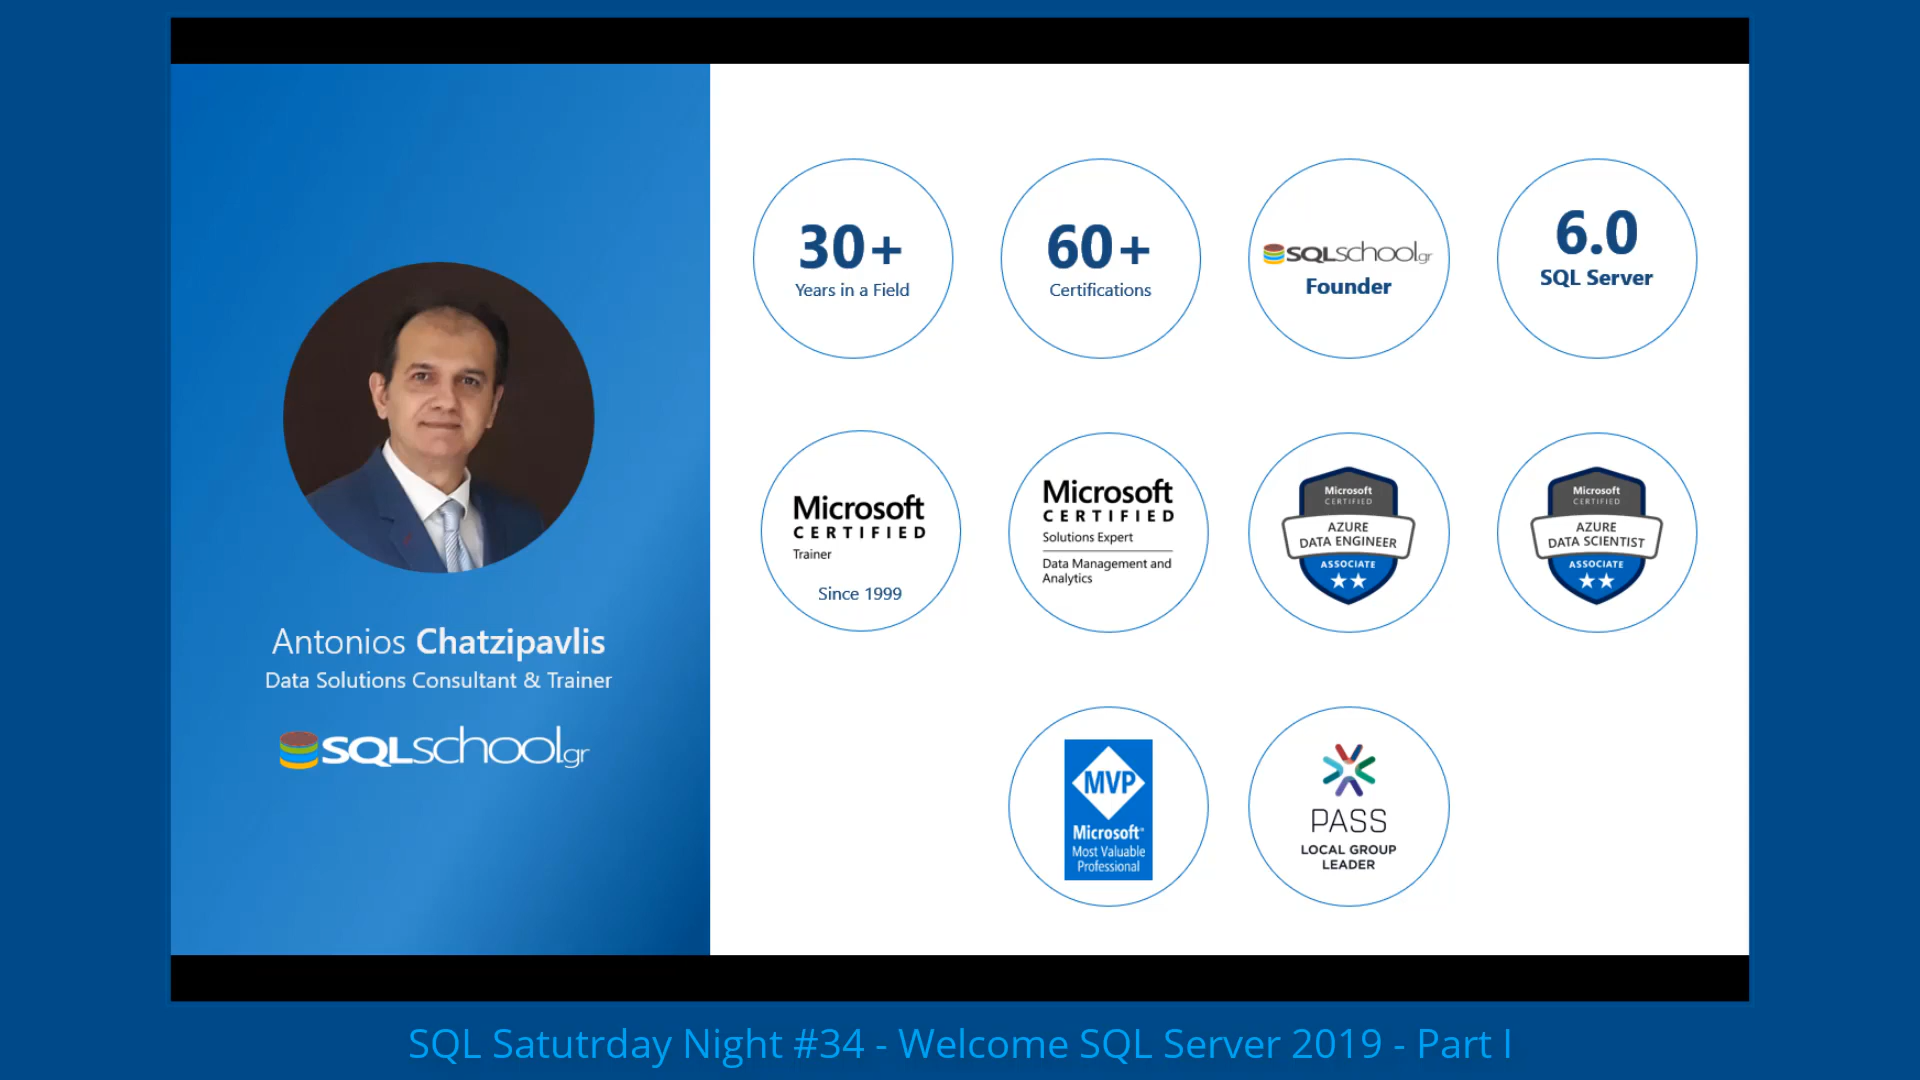 Antonios Chatzipavlis
Data Solutions Consultant & Trainer
SQLschool.gr
30+
Years in a Field
60+
Certifications
SQLschool.gr
Founder
6.0
SQL Server
Microsoft
CERTIFIED
Trainer
Since 1999
Microsoft
CERTIFIED
Solutions Expert
Data Management and
Analytics
Microsoft
CERTIFIED
AZURE
DATA ENGINEER
ASSOCIATE
Microsoft
CERTIFIED
AZURE
DATA SCIENTIST
ASSOCIATE
MVP
Microsoft®
Most Valuable
Professional
PASS
LOCAL GROUP
LEADER
SQL Satutrday Night #34 - Welcome SQL Server 2019 - Part I